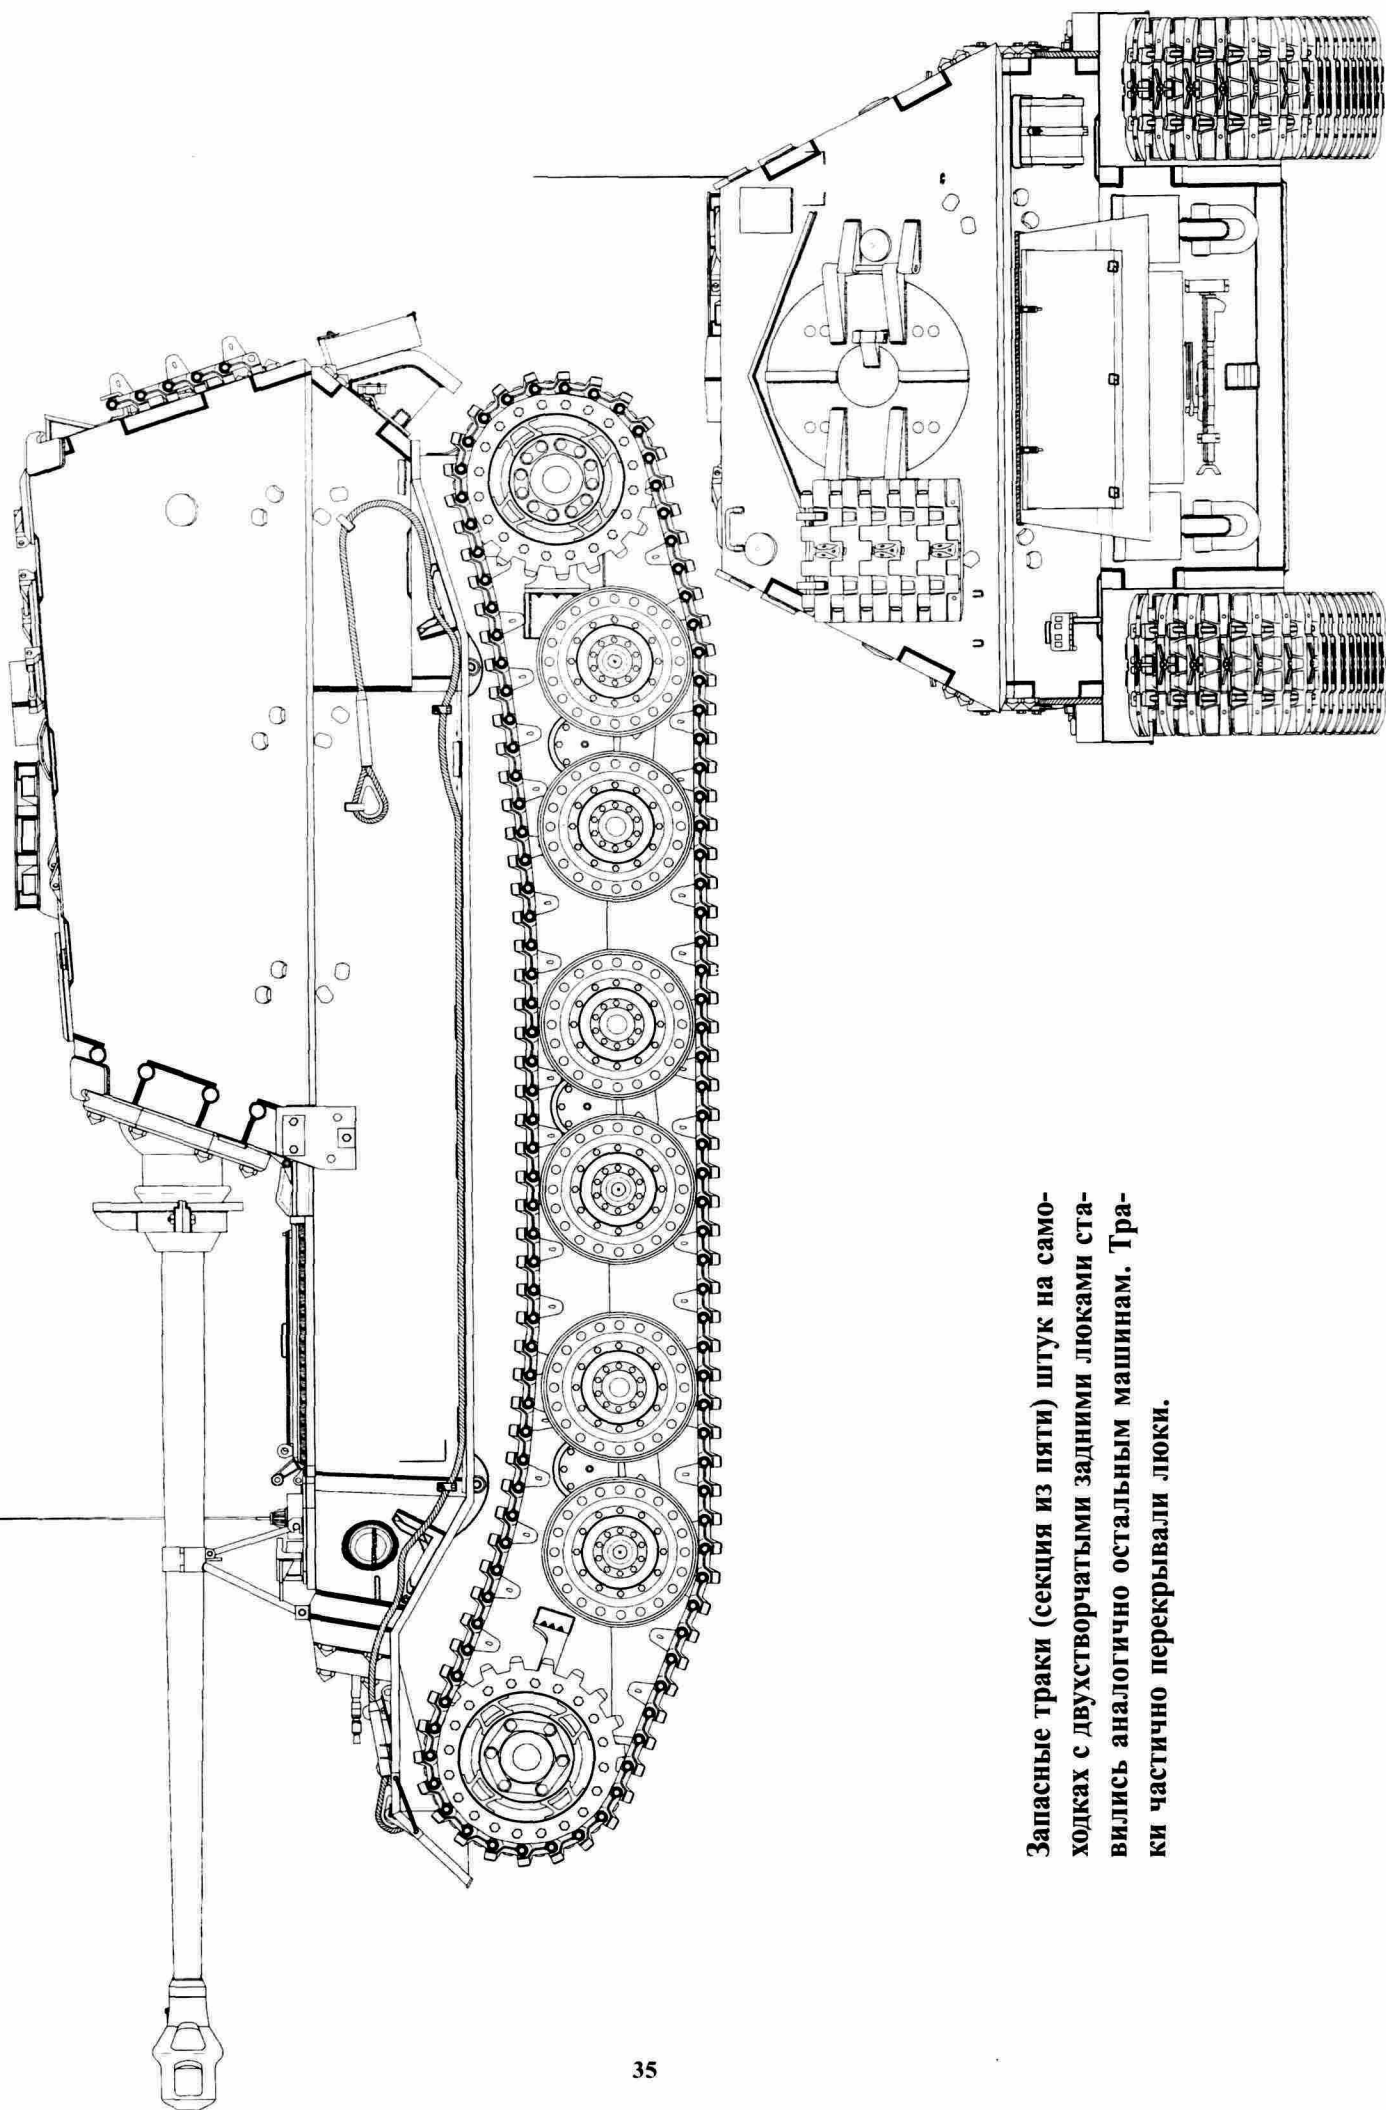 Запасные траки (секция из пяти) штук на само-
ходках с двухстворчатыми задними люками ста-
вились аналогично остальным машинам. Тра-
ки частично перекрывали люки.
35